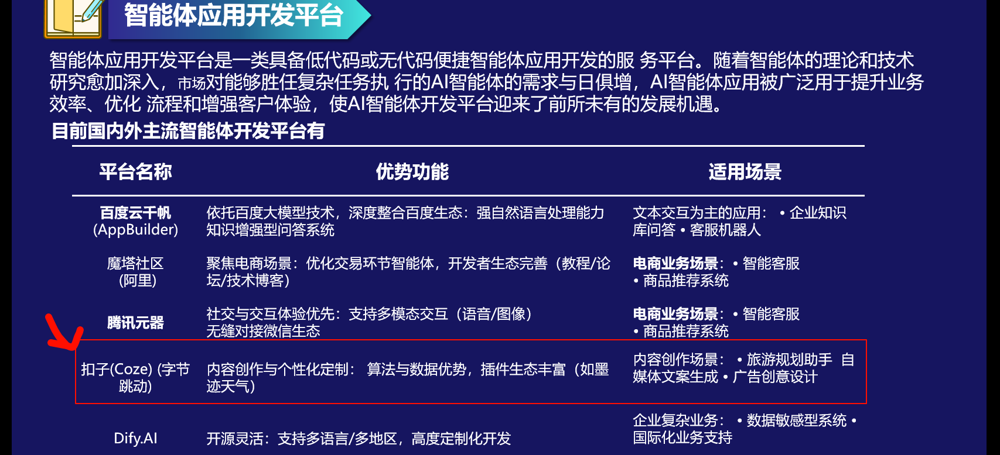 智能体应用开发平台
智能体应用开发平台是一类具备低代码或无代码便捷智能体应用开发的服 务平台。随着智能体的理论和技术
研究愈加深入，市场对能够胜任复杂任务执 行的AI智能体的需求与日俱增，AI智能体应用被广泛用于提升业务
效率、优化 流程和增强客户体验，使AI智能体开发平台迎来了前所未有的发展机遇。
目前国内外主流智能体开发平台有
平台名称 优势功能 适用场景
百度云千帆
(AppBuilder)
依托百度大模型技术，深度整合百度生态：强自然语言处理能力
知识增强型问答系统
文本交互为主的应用： • 企业知识
库问答 • 客服机器人
魔塔社区
(阿里)
聚焦电商场景：优化交易环节智能体，开发者生态完善（教程/论
坛/技术博客）
电商业务场景：• 智能客服
• 商品推荐系统
腾讯元器
社交与交互体验优先：支持多模态交互（语音/图像）
无缝对接微信生态
电商业务场景：• 智能客服
• 商品推荐系统
扣子(Coze) (字节
跳动)
内容创作与个性化定制： 算法与数据优势，插件生态丰富（如墨
迹天气）
内容创作场景： • 旅游规划助手 自
媒体文案生成 • 广告创意设计
Dify.AI
开源灵活：支持多语言/多地区，高度定制化开发
企业复杂业务： • 数据敏感型系统 •
国际化业务支持